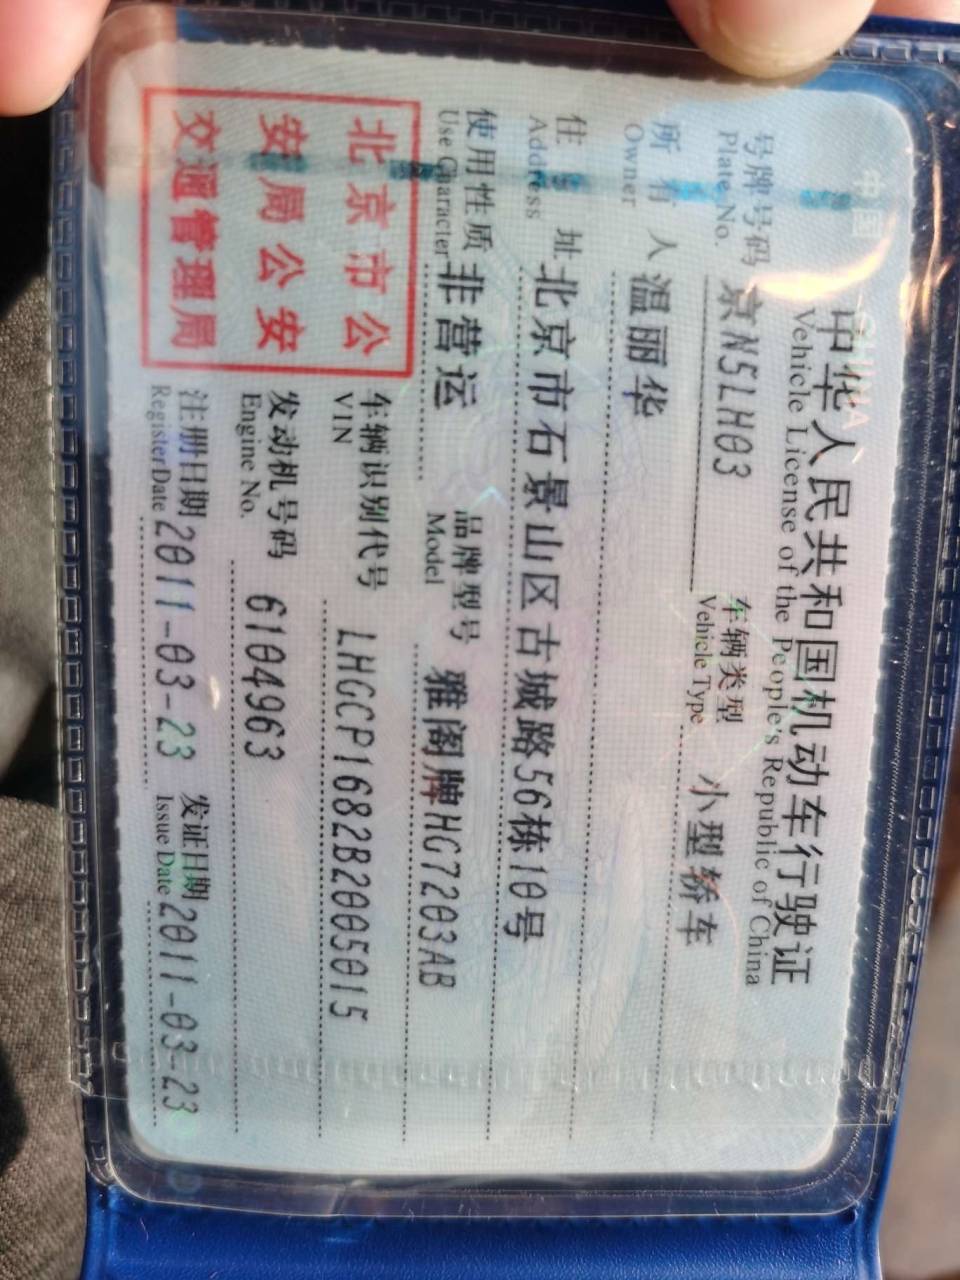 中国
CHINA
中华人民共和国机动车行驶证
Vehicle License of the People's Republic of China
号牌号码 京N5LH03 车辆类型 小型轿车
Plate No. Vehicle Type
所有人 温丽华
Owner
住址 北京市石景山区古城路56栋10号
Address
使用性质 非营运 品牌型号 雅阁牌HG7203AB
Use Character Model
北京市公
安局公安
交通管理局
车辆识别代号 LHGCP1682B2005015
VIN
发动机号码 6104963
Engine No.
注册日期 2011-03-23 发证日期 2011-03-23
Register Date Issue Date